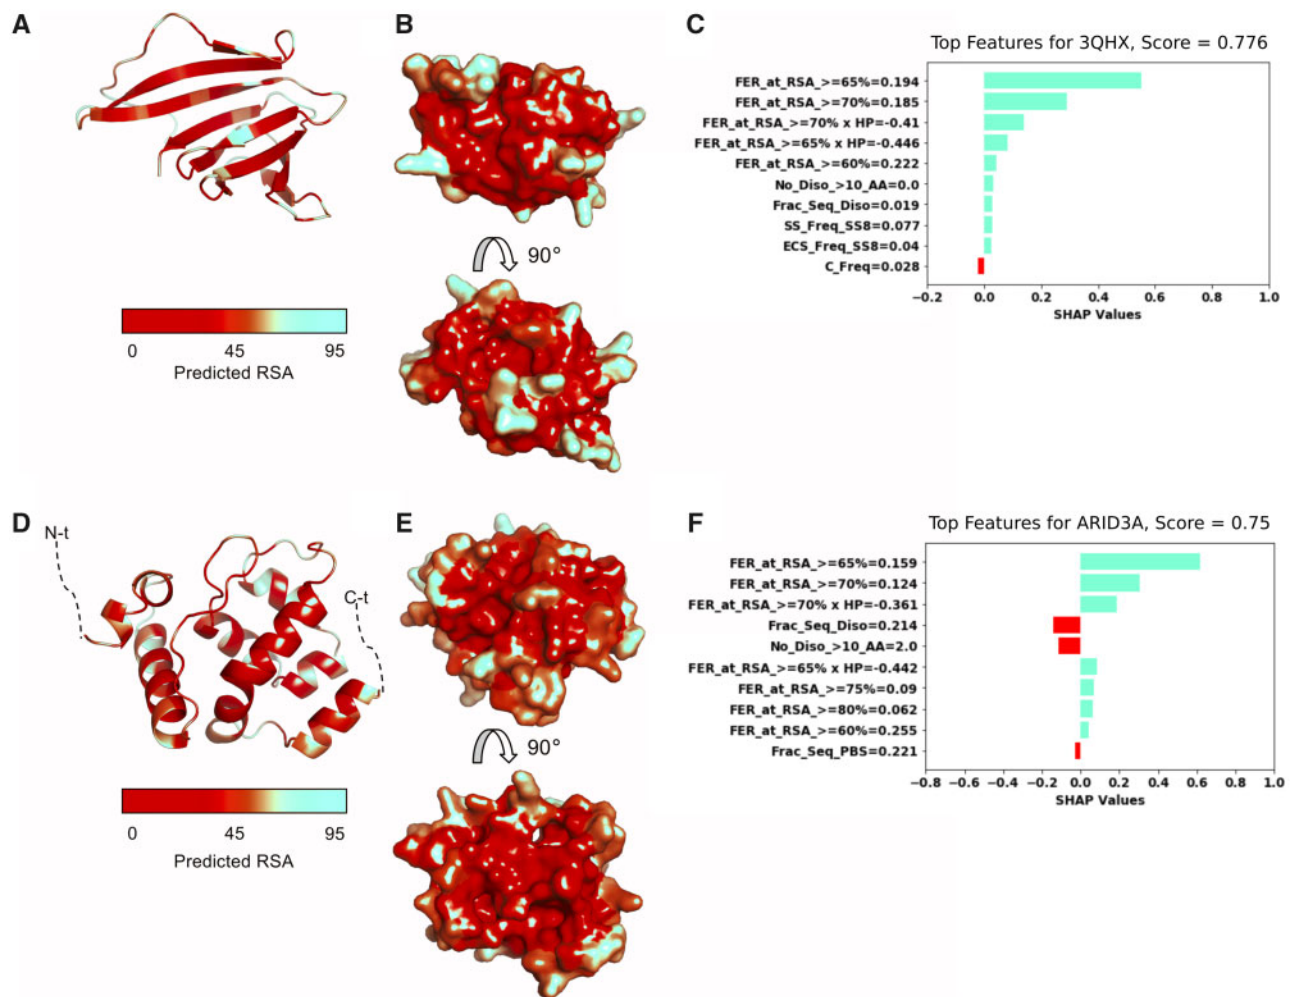 A
B
C
Top Features for 3QHX, Score = 0.776
FER_at_RSA_>=65%=0.194
FER_at_RSA_>=70%=0.185
FER_at_RSA_>=70% x HP=-0.41
FER_at_RSA_>=65% x HP=-0.446
FER_at_RSA_>=60%=0.222
No_Diso_>10_AA=0.0
Frac_Seq_Diso=0.019
SS_Freq_SS8=0.077
ECS_Freq_SS8=0.04
C_Freq=0.028
−0.2 0.0 0.2 0.4 0.6 0.8 1.0
SHAP Values
90°
0 45 95
Predicted RSA
D
E
F
N-t
C-t
Top Features for ARID3A, Score = 0.75
FER_at_RSA_>=65%=0.159
FER_at_RSA_>=70%=0.124
FER_at_RSA_>=70% x HP=-0.361
Frac_Seq_Diso=0.214
No_Diso_>10_AA=2.0
FER_at_RSA_>=65% x HP=-0.442
FER_at_RSA_>=75%=0.09
FER_at_RSA_>=80%=0.062
FER_at_RSA_>=60%=0.255
Frac_Seq_PBS=0.221
−0.8 −0.6 −0.4 −0.2 0.0 0.2 0.4 0.6 0.8 1.0
SHAP Values
90°
0 45 95
Predicted RSA